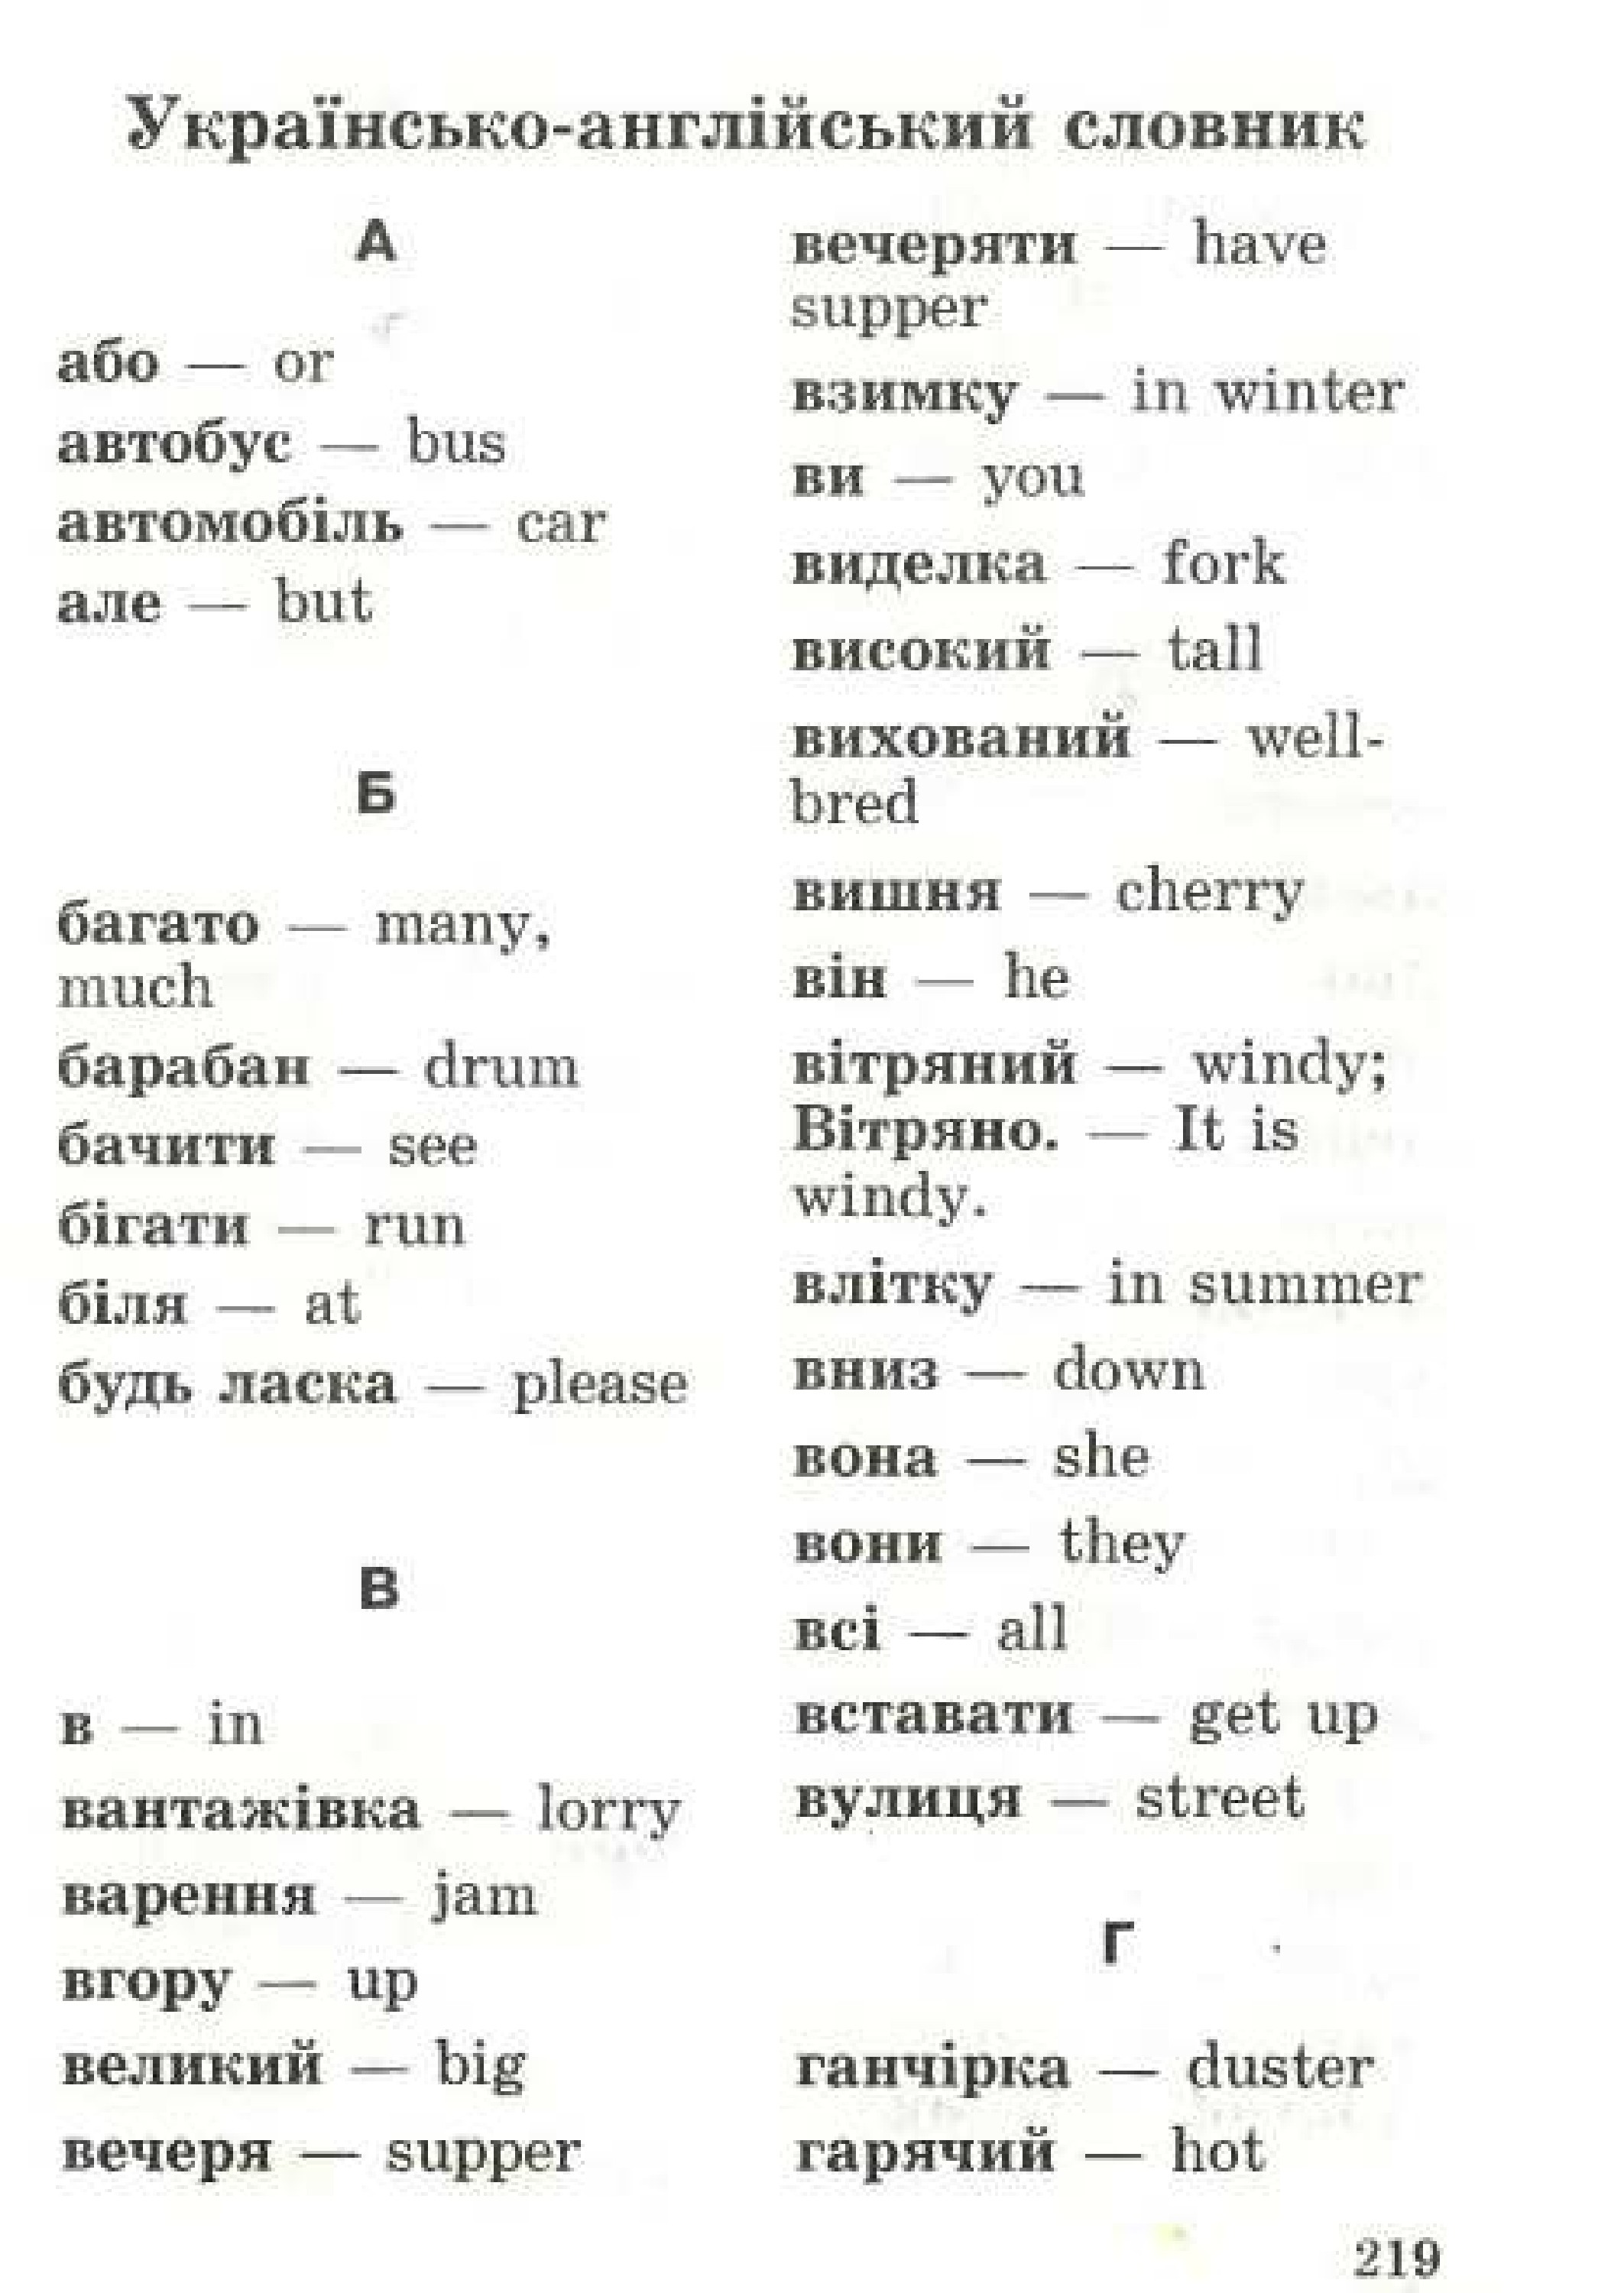 Українсько-англійський словник
А
або — or
автобус — bus
автомобіль — car
але — but
Б
багато — many,
much
барабан — drum
бачити — see
бігати — run
біля — at
будь ласка — please
В
в — in
вантажівка — lorry
варення — jam
вгору — up
великий — big
вечеря — supper
вечеряти — have
supper
взимку — in winter
ви — you
виделка — fork
високий — tall
вихований — well-
bred
вишня — cherry
він — he
вітряний — windy;
Вітряно. — It is
windy.
влітку — in summer
вниз — down
вона — she
вони — they
всі — all
вставати — get up
вулиця — street
Г
ганчірка — duster
гарячий — hot
219